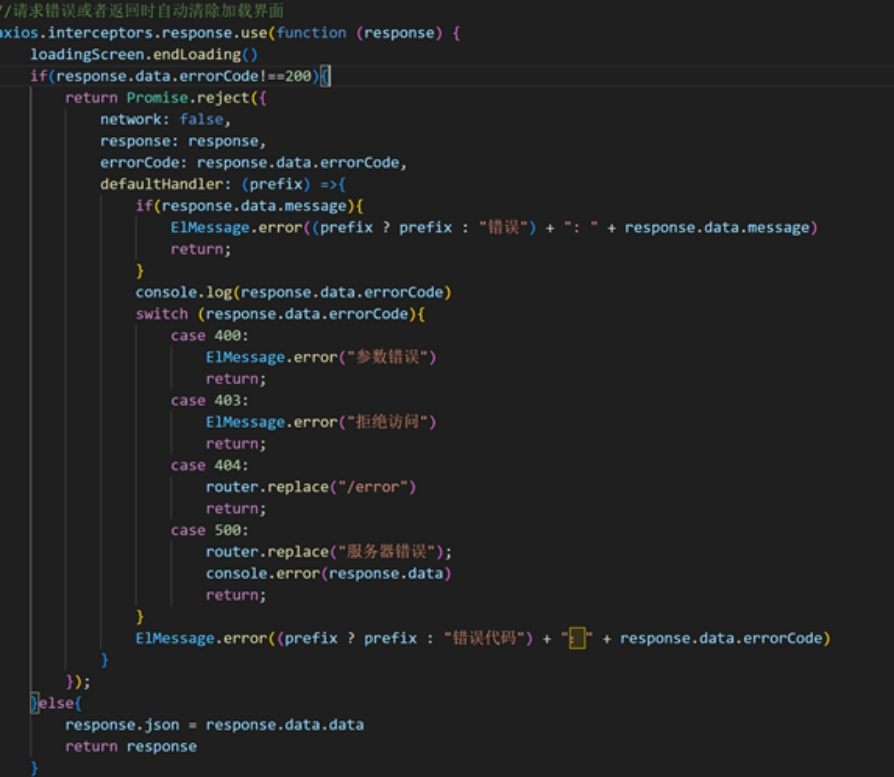 //请求错误或者返回时自动清除加载界面
axios.interceptors.response.use(function (response) {
    loadingScreen.endLoading()
    if(response.data.errorCode!==200){
        return Promise.reject({
            network: false,
            response: response,
            errorCode: response.data.errorCode,
            defaultHandler: (prefix) =>{
                if(response.data.message){
                    ElMessage.error((prefix ? prefix : "错误") + ": " + response.data.message)
                    return;
                }
                console.log(response.data.errorCode)
                switch (response.data.errorCode){
                    case 400:
                        ElMessage.error("参数错误")
                        return;
                    case 403:
                        ElMessage.error("拒绝访问")
                        return;
                    case 404:
                        router.replace("/error")
                        return;
                    case 500:
                        router.replace("服务器错误");
                        console.error(response.data)
                        return;
                }
                ElMessage.error((prefix ? prefix : "错误代码") + "：" + response.data.errorCode)
            }
        });
    }else{
        response.json = response.data.data
        return response
    }